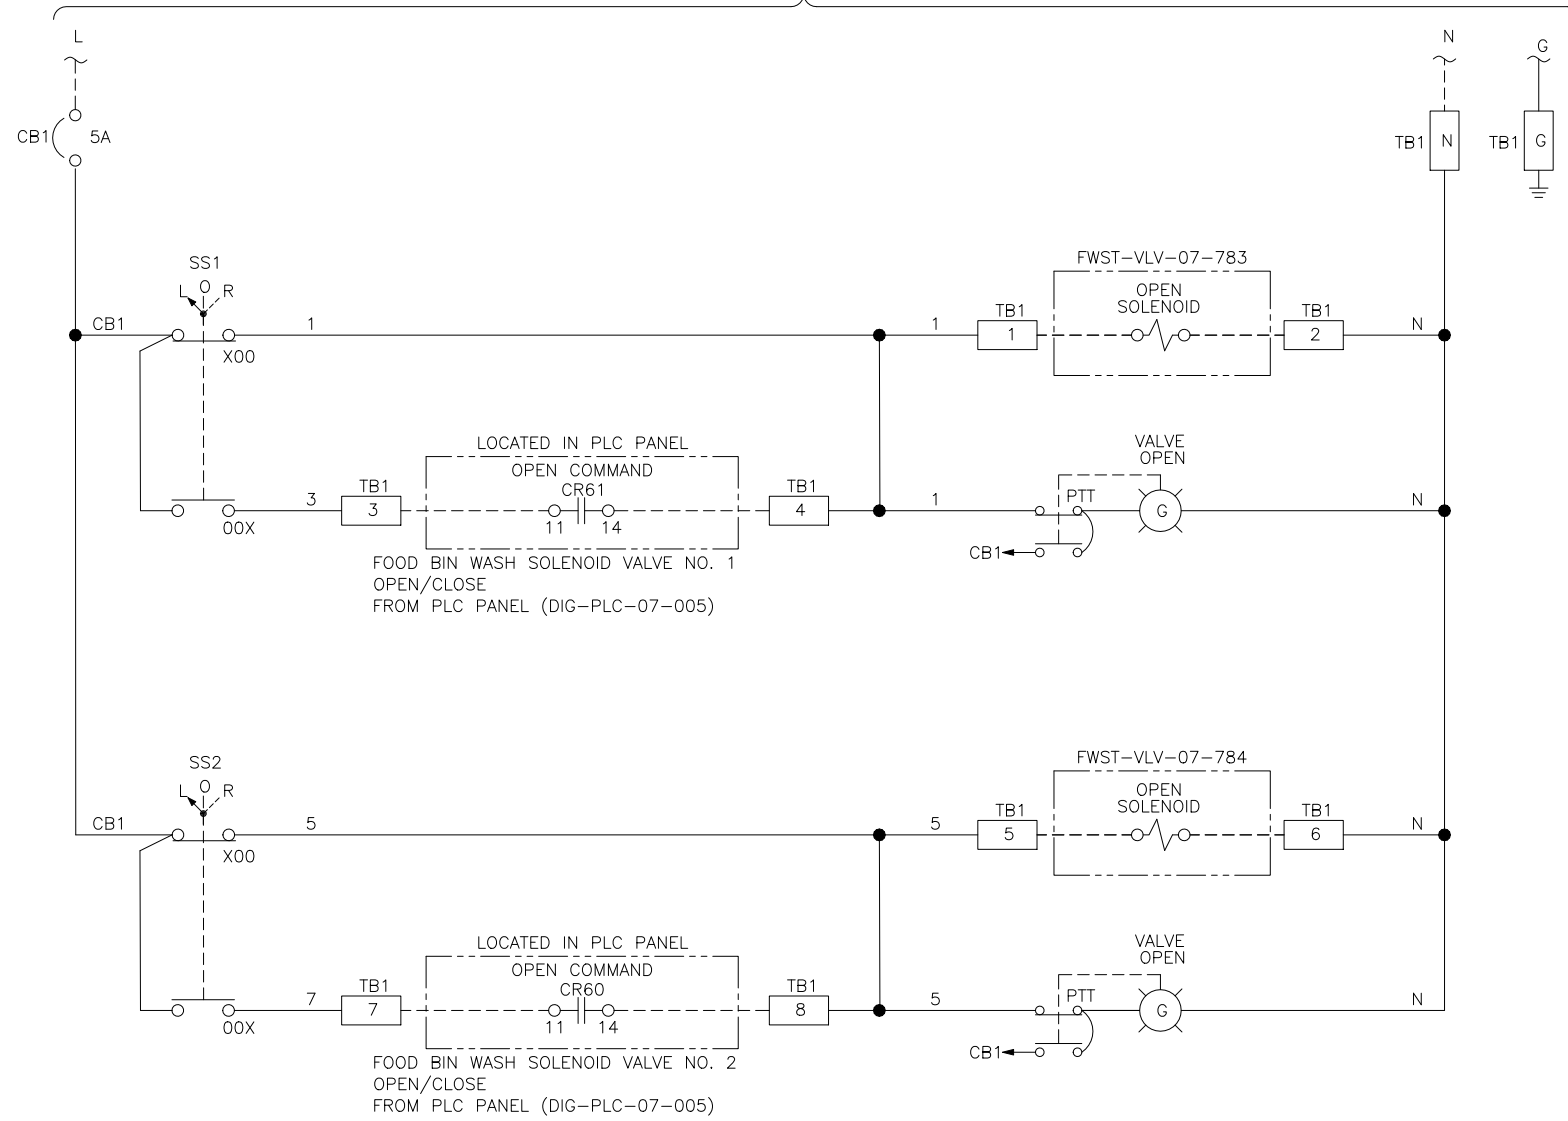 L
N
G
CB1
5A
TB1
N
TB1
G
SS1
L
O
R
CB1
X00
1
1
TB1
1
FWST-VLV-07-783
OPEN
SOLENOID
TB1
2
N
LOCATED IN PLC PANEL
OPEN COMMAND
CR61
11
14
00X
3
TB1
3
TB1
4
1
VALVE
OPEN
PTT
G
N
CB1
FOOD BIN WASH SOLENOID VALVE NO. 1
OPEN/CLOSE
FROM PLC PANEL (DIG-PLC-07-005)
SS2
L
O
R
CB1
X00
5
5
TB1
5
FWST-VLV-07-784
OPEN
SOLENOID
TB1
6
N
LOCATED IN PLC PANEL
OPEN COMMAND
CR60
11
14
00X
7
TB1
7
TB1
8
5
VALVE
OPEN
PTT
G
N
CB1
FOOD BIN WASH SOLENOID VALVE NO. 2
OPEN/CLOSE
FROM PLC PANEL (DIG-PLC-07-005)